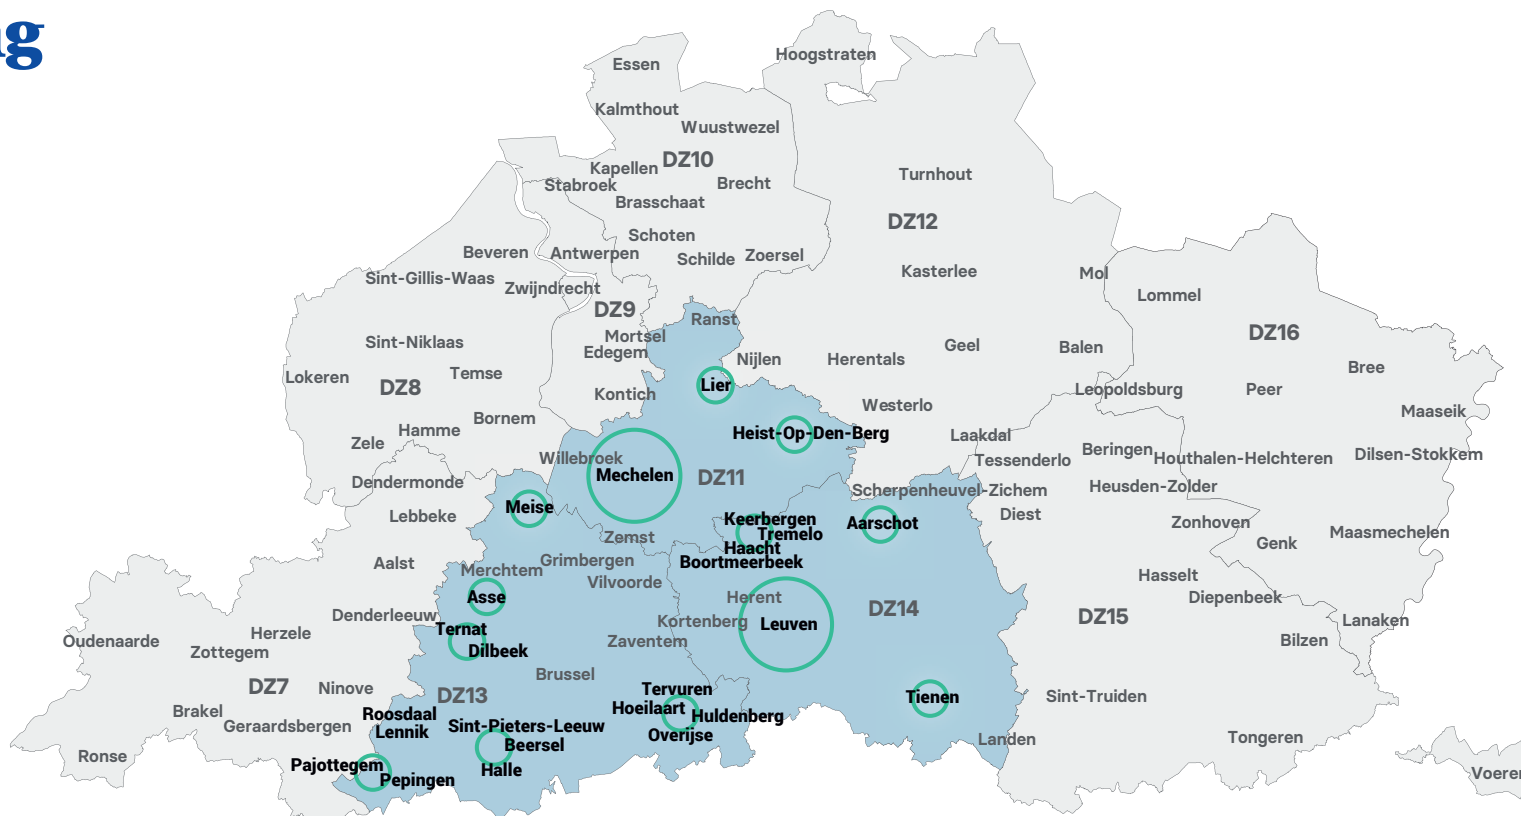 ag
Hoogstraten
Essen
Kalmthout
Wuustwezel
DZ10
Kapellen
Stabroek
Brecht
Turnhout
Brasschaat
DZ12
Schoten
Beveren
Antwerpen
Schilde
Zoersel
Sint-Gillis-Waas
Zwijndrecht
Kasterlee
Mol
Lommel
DZ9
Ranst
DZ16
Mortsel
Edegem
Sint-Niklaas
Nijlen
Herentals
Geel
Balen
Bree
Lokeren
Temse
DZ8
Lier
Leopoldsburg
Peer
Kontich
Westerlo
Maaseik
Bornem
Hamme
Zele
Heist-Op-Den-Berg
Laakdal
Beringen
Willebroek
Tessenderlo
Houthalen-Helchteren
Dilsen-Stokkem
Dendermonde
Mechelen
DZ11
Heusden-Zolder
Scherpenheuvel-Zichem
Meise
Lebbeke
Keerbergen
Tremelo
Haacht
Boortmeerbeek
Aarschot
Diest
Zonhoven
Genk
Maasmechelen
Zemst
Aalst
Merchtem
Grimbergen
Vilvoorde
Hasselt
Diepenbeek
Asse
Herent
DZ14
Denderleeuw
Kortenberg
Leuven
DZ15
Lanaken
Ternat
Dilbeek
Zaventem
Bilzen
Oudenaarde
Herzele
Zottegem
Brussel
DZ7
Ninove
DZ13
Tervuren
Hoeilaart
Huldenberg
Overijse
Tienen
Sint-Truiden
Brakel
Geraardsbergen
Roosdaal
Lennik
Sint-Pieters-Leeuw
Beersel
Halle
Landen
Tongeren
Ronse
Pajottegem
Pepingen
Voeren